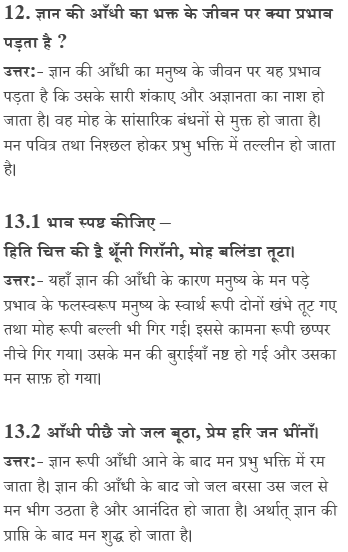 12. ज्ञान की आँधी का भक्त के जीवन पर क्या प्रभाव
पड़ता है ?
उत्तर:- ज्ञान की आँधी का मनुष्य के जीवन पर यह प्रभाव
पड़ता है कि उसके सारी शंकाए और अज्ञानता का नाश हो
जाता है। वह मोह के सांसारिक बंधनों से मुक्त हो जाता है।
मन पवित्र तथा निश्छल होकर प्रभु भक्ति में तल्लीन हो जाता
है।
13.1 भाव स्पष्ट कीजिए –
हिति चित्त की द्वै थूँनी गिराँनी, मोह बलिंडा तूटा।
उत्तर:- यहाँ ज्ञान की आँधी के कारण मनुष्य के मन पड़े
प्रभाव के फलस्वरूप मनुष्य के स्वार्थ रूपी दोनों खंभे तूट गए
तथा मोह रूपी बल्ली भी गिर गई। इससे कामना रूपी छप्पर
नीचे गिर गया। उसके मन की बुराईयाँ नष्ट हो गई और उसका
मन साफ़ हो गया।
13.2 आँधी पीछै जो जल बूठा, प्रेम हरि जन भींनाँ।
उत्तर:- ज्ञान रूपी आँधी आने के बाद मन प्रभु भक्ति में रम
जाता है। ज्ञान की आँधी के बाद जो जल बरसा उस जल से
मन भीग उठता है और आनंदित हो जाता है। अर्थात् ज्ञान की
प्राप्ति के बाद मन शुद्ध हो जाता है।